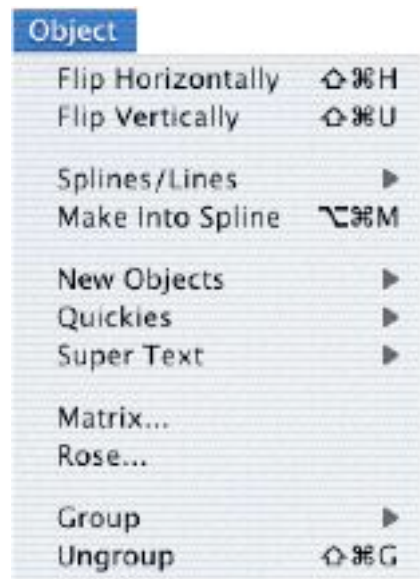 Object
Flip Horizontally ⇧⌘H
Flip Vertically ⇧⌘U
Splines/Lines ▶
Make Into Spline ⌥⌘M
New Objects ▶
Quickies ▶
Super Text ▶
Matrix...
Rose...
Group ▶
Ungroup ⇧⌘G